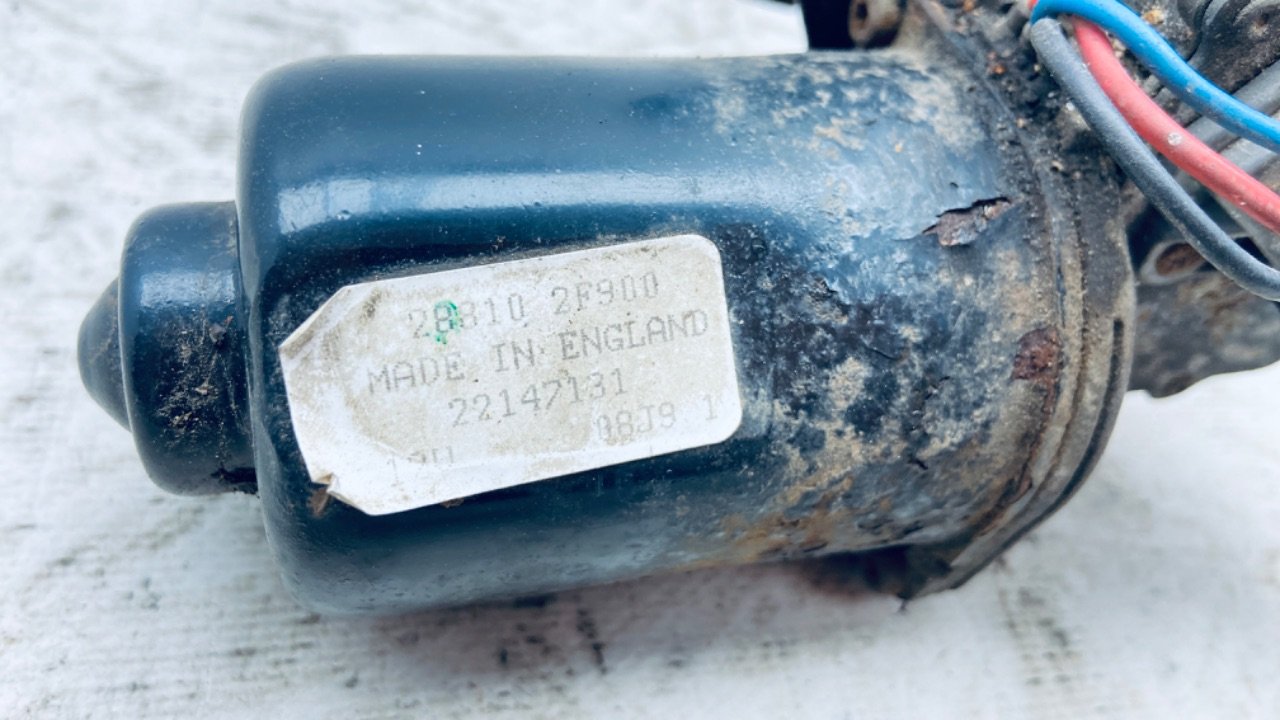 28810 2F900
MADE IN ENGLAND
22147131
08J9 1